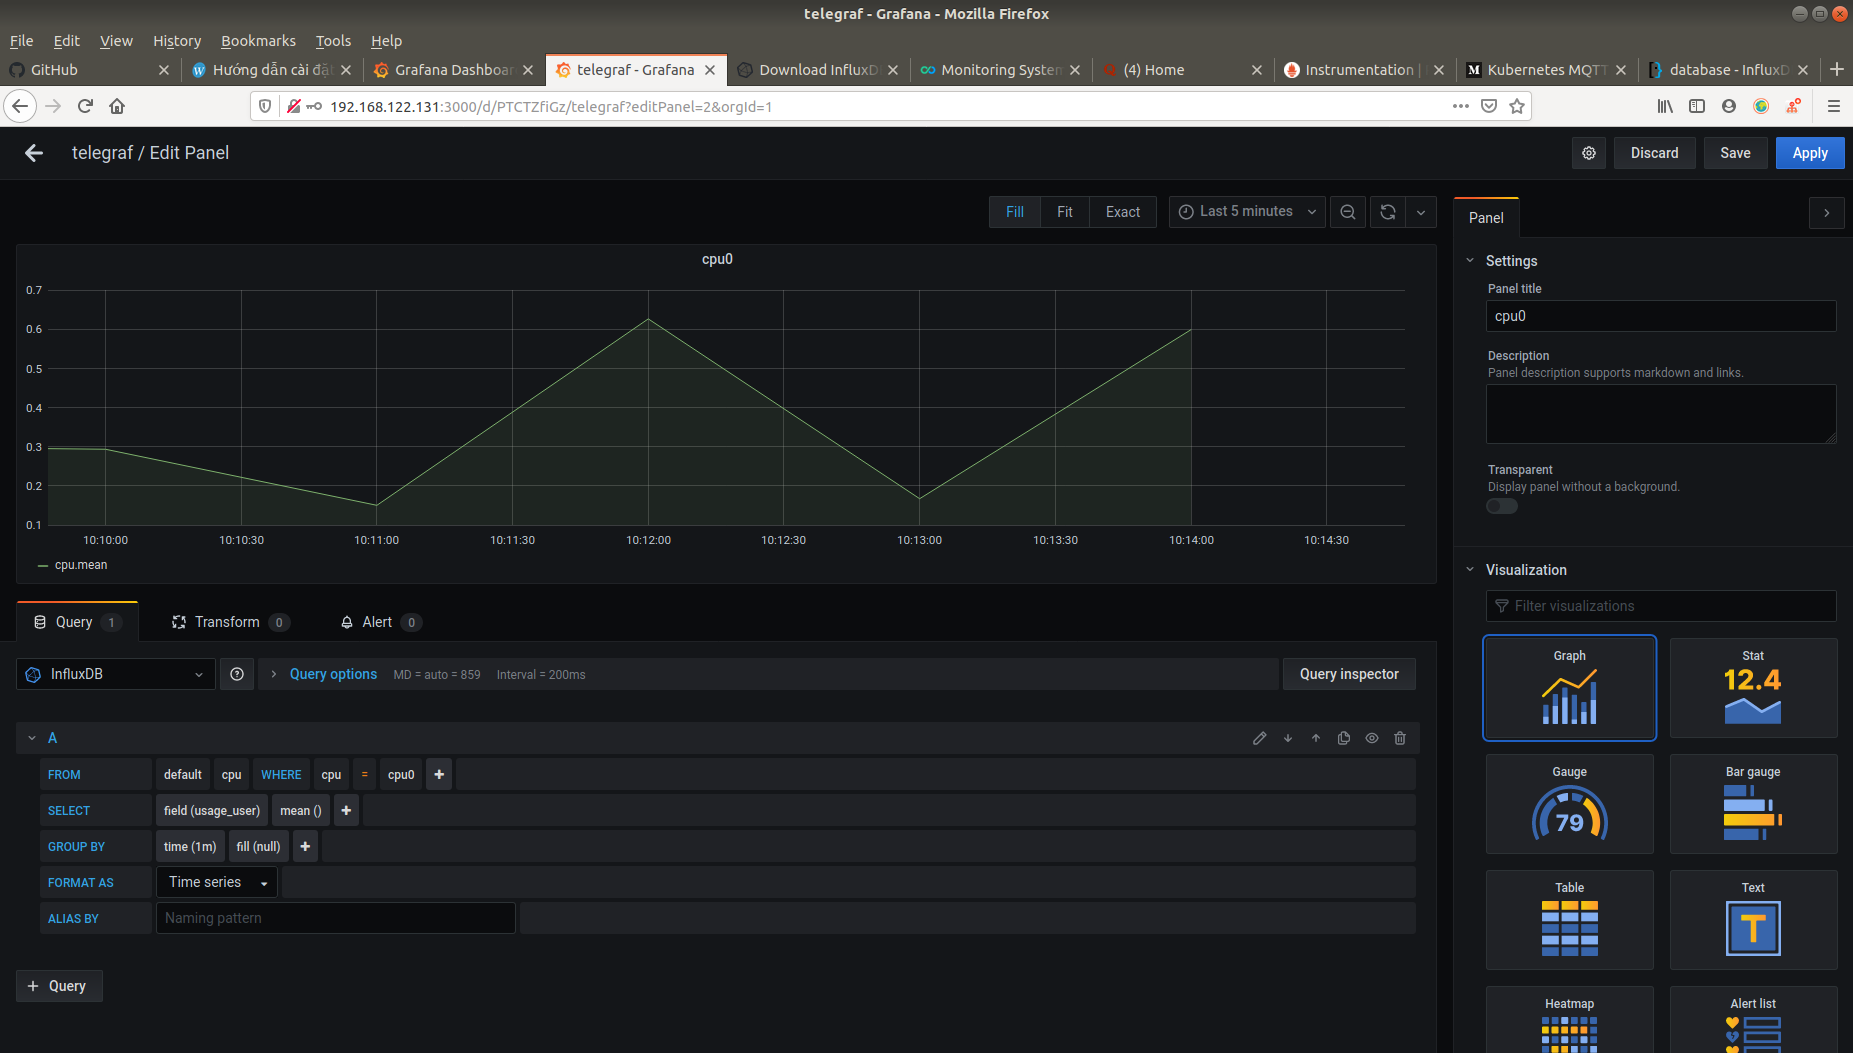 telegraf - Grafana - Mozilla Firefox
File Edit View History Bookmarks Tools Help
GitHub Hướng dẫn cài đặt Grafana Dashboar telegraf - Grafana Download InfluxD Monitoring System (4) Home Instrumentation | Kubernetes MQTT database - InfluxD
192.168.122.131:3000/d/PTCTZfiGz/telegraf?editPanel=2&orgId=1
telegraf / Edit Panel Discard Save Apply
Fill Fit Exact Last 5 minutes
cpu0
0.7
0.6
0.5
0.4
0.3
0.2
0.1
10:10:00 10:10:30 10:11:00 10:11:30 10:12:00 10:12:30 10:13:00 10:13:30 10:14:00 10:14:30
cpu.mean
Query 1 Transform 0 Alert 0
InfluxDB Query options MD = auto = 859 Interval = 200ms Query inspector
A
FROM default cpu WHERE cpu = cpu0 +
SELECT field (usage_user) mean () +
GROUP BY time (1m) fill (null) +
FORMAT AS Time series
ALIAS BY Naming pattern
+ Query
Panel
Settings
Panel title
cpu0
Description
Panel description supports markdown and links.
Transparent
Display panel without a background.
Visualization
Filter visualizations
Graph Stat
12.4
Gauge Bar gauge
79
Table Text
T
Heatmap Alert list